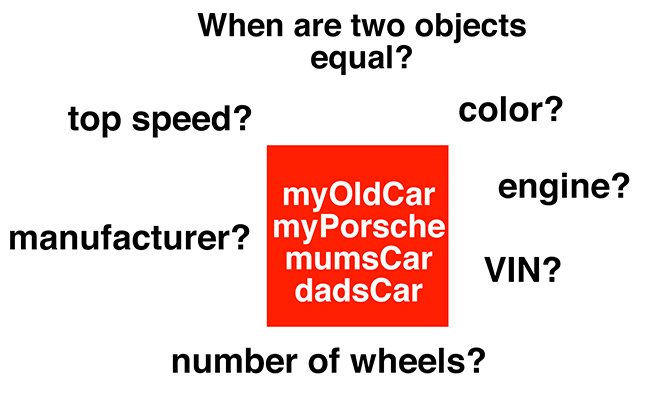 When are two objects
equal?
top speed?
color?
engine?
myOldCar
myPorsche
mumsCar
dadsCar
manufacturer?
VIN?
number of wheels?